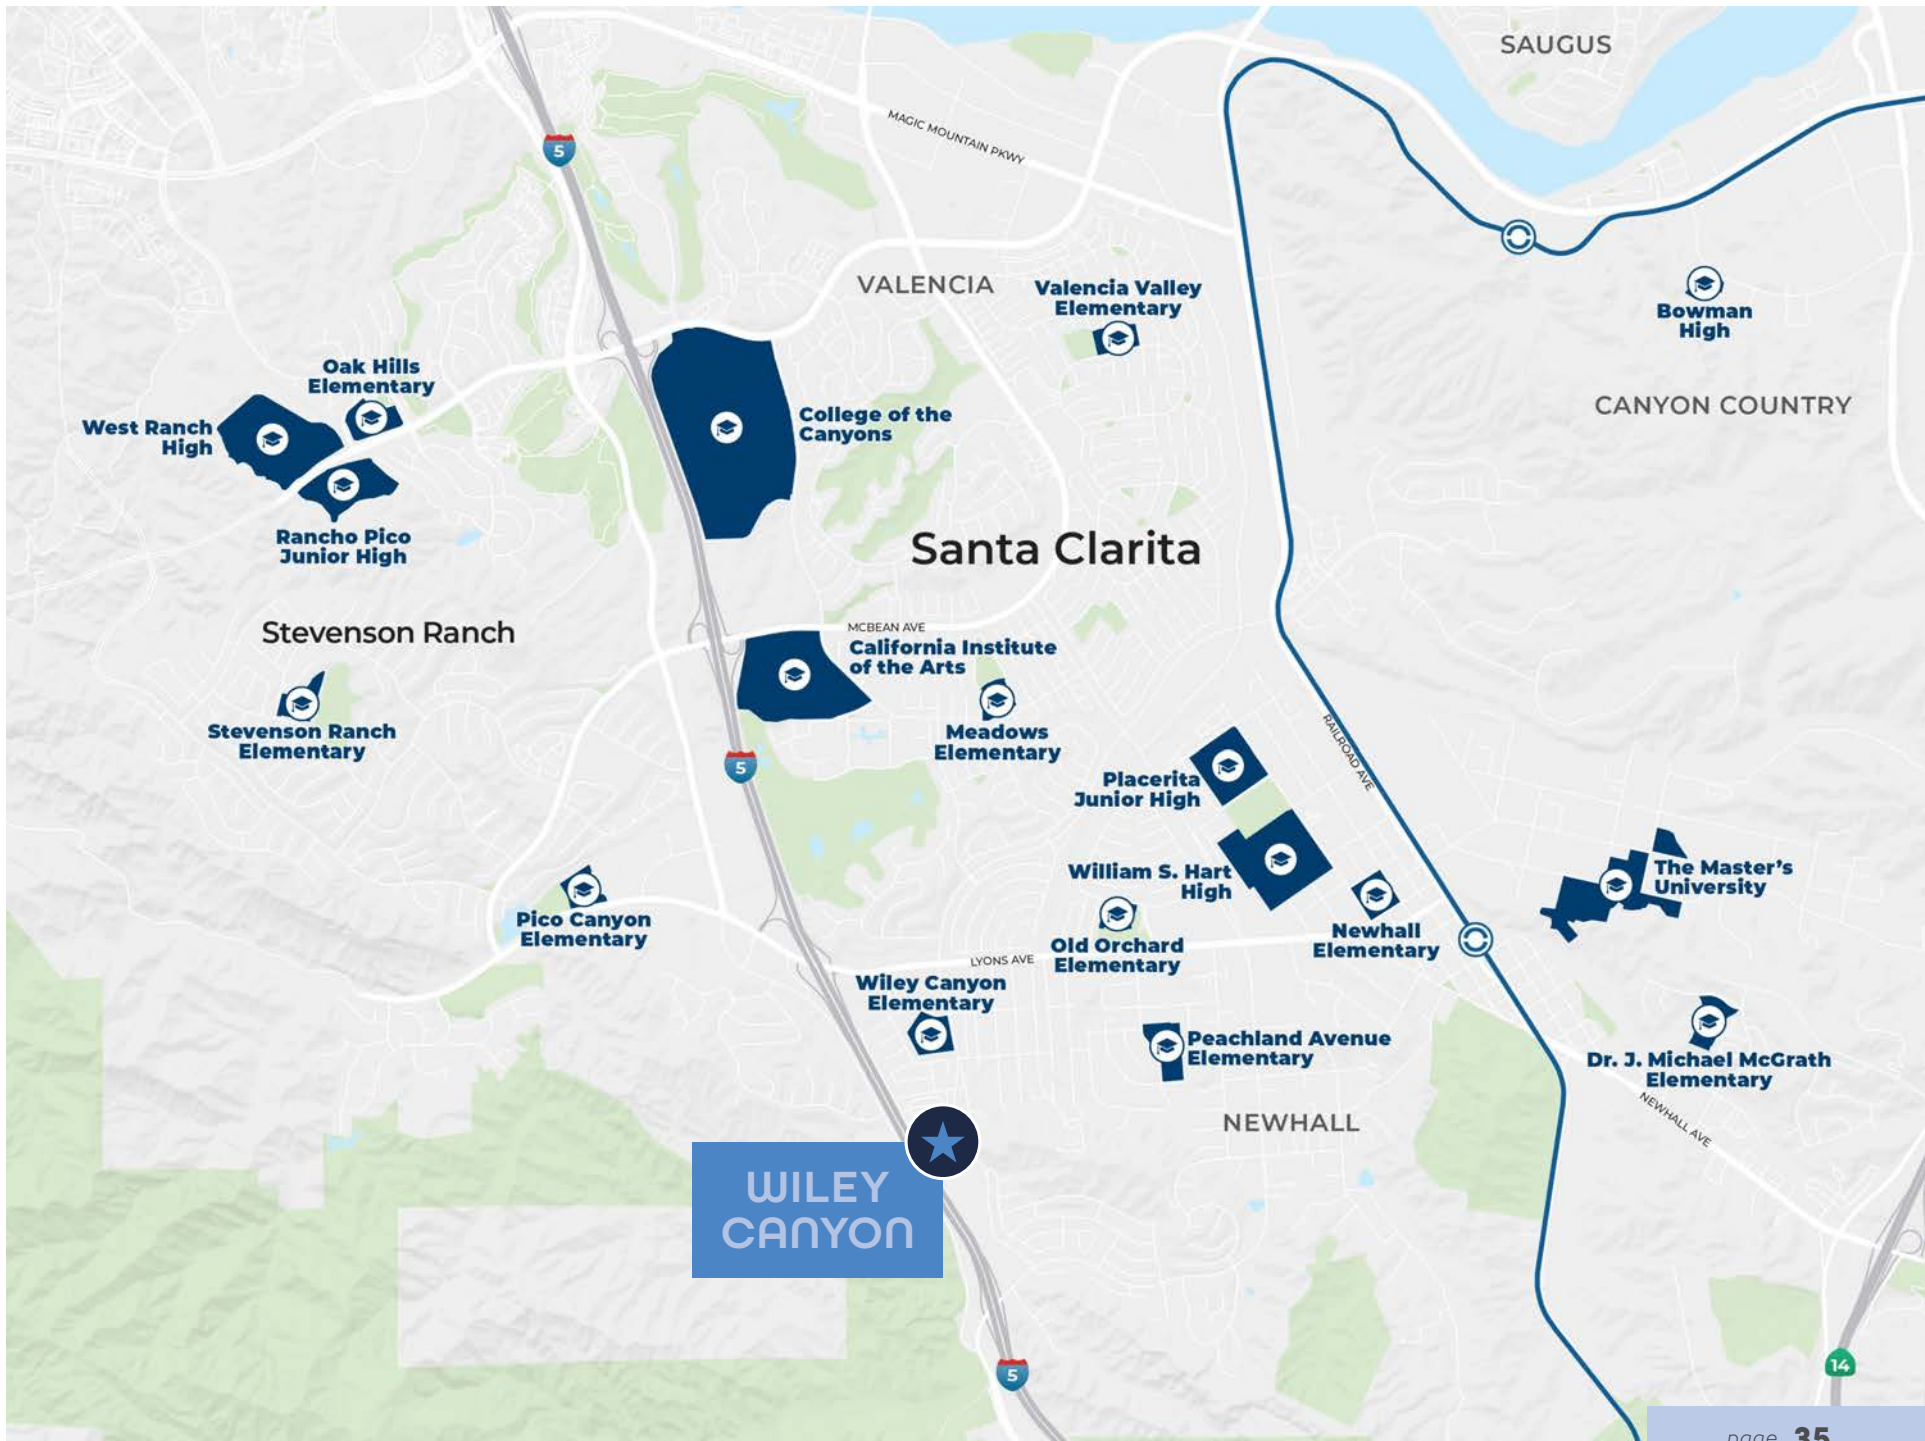 SAUGUS
MAGIC MOUNTAIN PKWY
5
VALENCIA
Valencia Valley
Elementary
Bowman
High
CANYON COUNTRY
Oak Hills
Elementary
West Ranch
High
College of the
Canyons
Rancho Pico
Junior High
Santa Clarita
Stevenson Ranch
MCBEAN AVE
California Institute
of the Arts
Stevenson Ranch
Elementary
Meadows
Elementary
RAILROAD AVE
5
Placerita
Junior High
William S. Hart
High
The Master's
University
Pico Canyon
Elementary
Old Orchard
Elementary
Newhall
Elementary
LYONS AVE
Wiley Canyon
Elementary
Peachland Avenue
Elementary
Dr. J. Michael McGrath
Elementary
NEWHALL AVE
NEWHALL
WILEY
CANYON
5
14
page 35